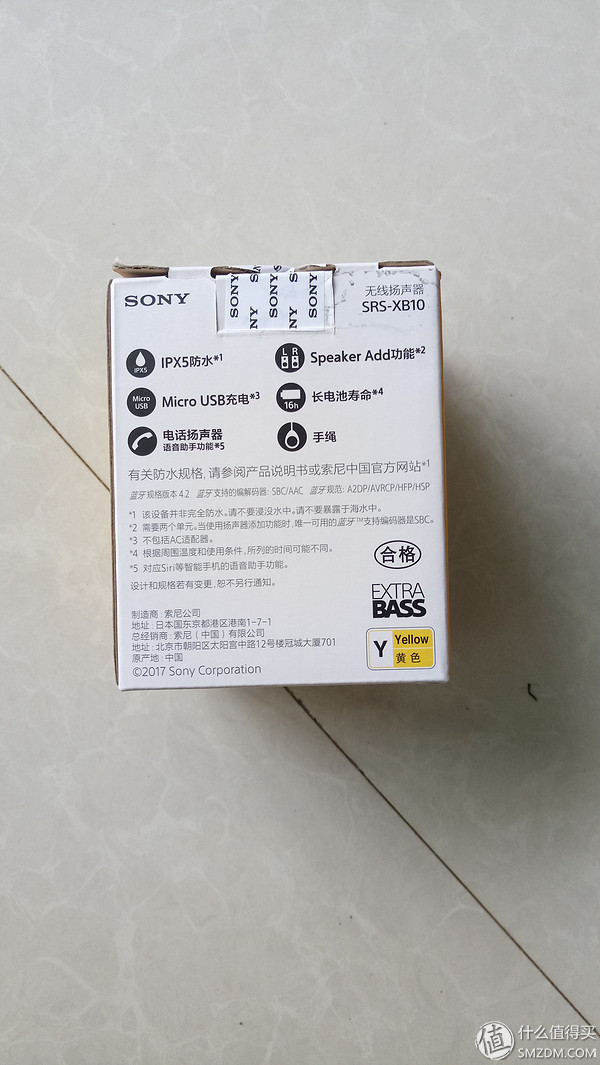 SONY
SONY
SONY
SONY
NY
NY
无线扬声器
SRS-XB10
IPX5
IPX5防水*1
L R
Speaker Add功能*2
Micro
USB
Micro USB充电*3
16h
长电池寿命*4
电话扬声器
语音助手功能*5
手绳
有关防水规格, 请参阅产品说明书或索尼中国官方网站*1
蓝牙规格版本 4.2 蓝牙支持的编解码器: SBC/AAC 蓝牙规范: A2DP/AVRCP/HFP/HSP
*1 该设备并非完全防水。请不要浸没水中。请不要暴露于海水中。
*2 需要两个单元。当使用扬声器添加功能时, 唯一可用的蓝牙™支持编码器是SBC。
*3 不包括AC适配器。
*4 根据周围温度和使用条件, 所列的时间可能不同。
*5 对应Siri等智能手机的语音助手功能。
设计和规格若有变更, 恕不另行通知。
合格
EXTRA
BASS
制造商: 索尼公司
地址: 日本国东京都港区港南1-7-1
总经销商: 索尼（中国）有限公司
地址: 北京市朝阳区太阳宫中路12号楼冠城大厦701
原产地: 中国
©2017 Sony Corporation
Y
Yellow
黄色
值 什么值得买
SMZDM.COM